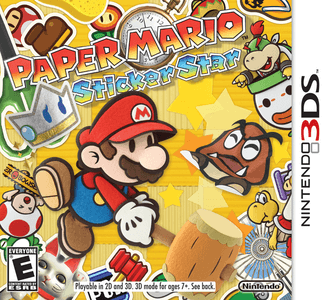 PAPER MARIO
Sticker Star
NINTENDO 3DS
M
EVERYONE
E
ESRB
Playable in 2D and 3D. 3D mode for ages 7+. See back.